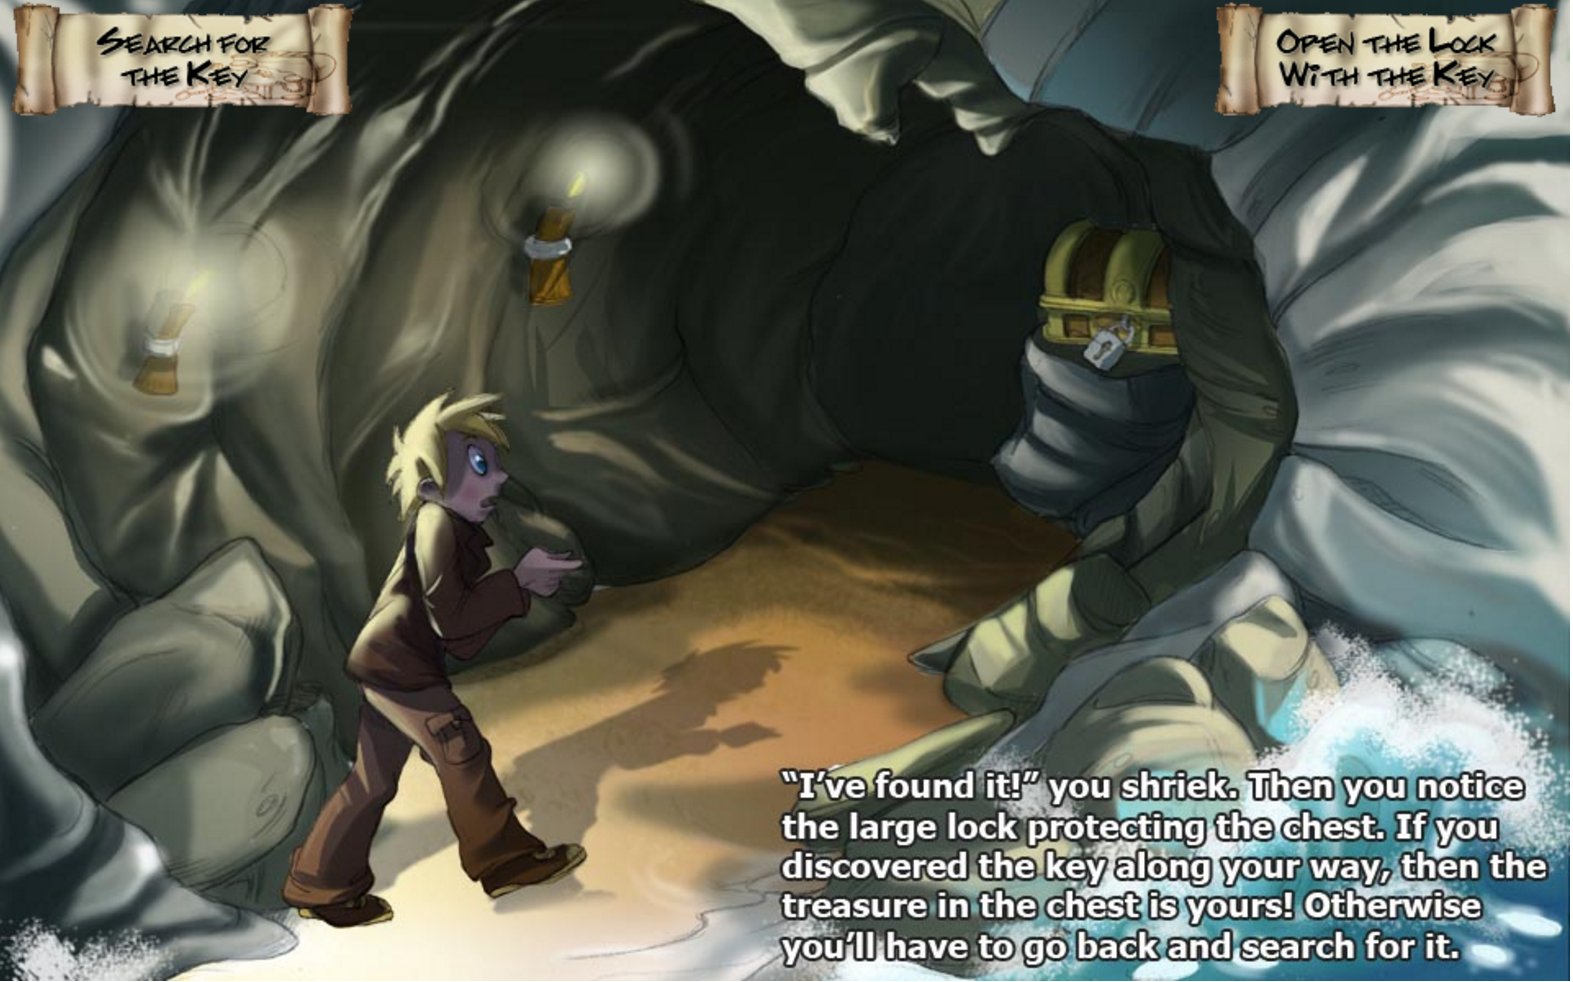 Search for
the Key
Open the Lock
With the Key
“I’ve found it!” you shriek. Then you notice
the large lock protecting the chest. If you
discovered the key along your way, then the
treasure in the chest is yours! Otherwise
you’ll have to go back and search for it.